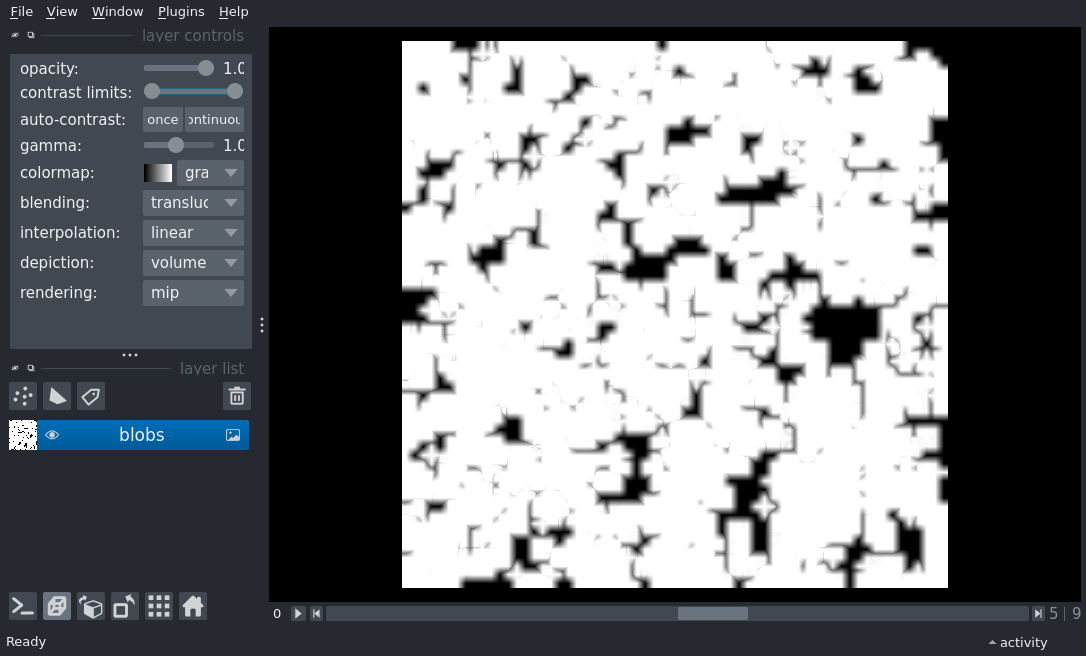 File View Window Plugins Help
layer controls
opacity: 1.0
contrast limits:
auto-contrast: once ontinuou
gamma: 1.0
colormap: gra
blending: transluc
interpolation: linear
depiction: volume
rendering: mip
layer list
blobs
0 5 | 9
Ready activity